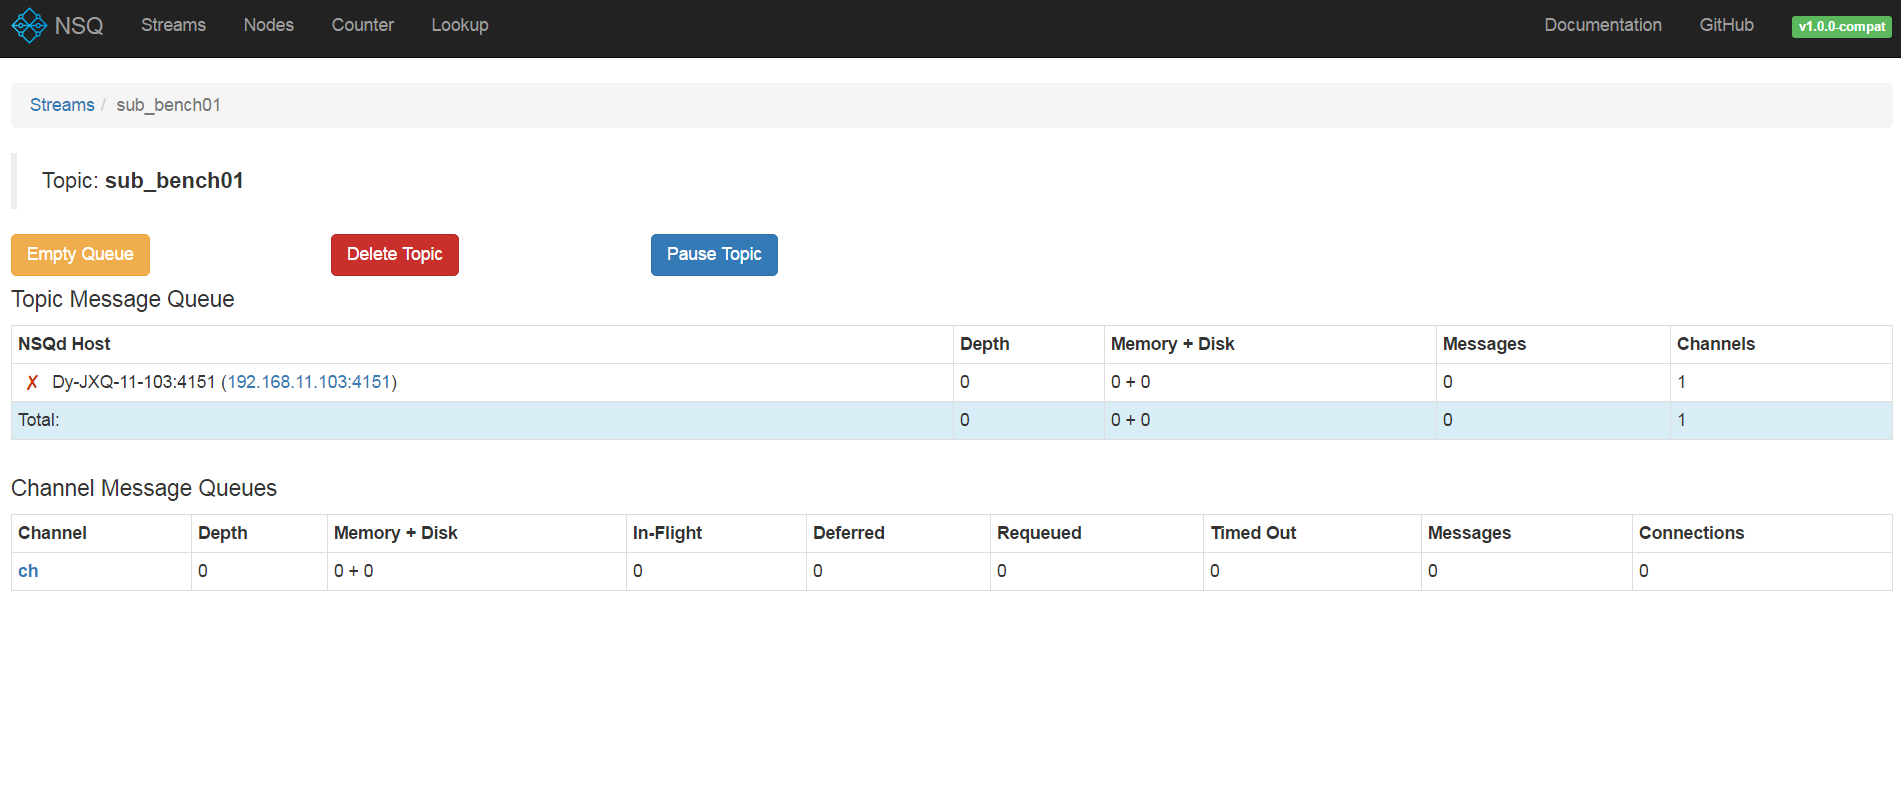 NSQ Streams Nodes Counter Lookup Documentation GitHub v1.0.0-compat
Streams / sub_bench01
Topic: sub_bench01
Empty Queue Delete Topic Pause Topic
Topic Message Queue
NSQd Host Depth Memory + Disk Messages Channels
✗ Dy-JXQ-11-103:4151 (192.168.11.103:4151) 0 0 + 0 0 1
Total: 0 0 + 0 0 1
Channel Message Queues
Channel Depth Memory + Disk In-Flight Deferred Requeued Timed Out Messages Connections
ch 0 0 + 0 0 0 0 0 0 0